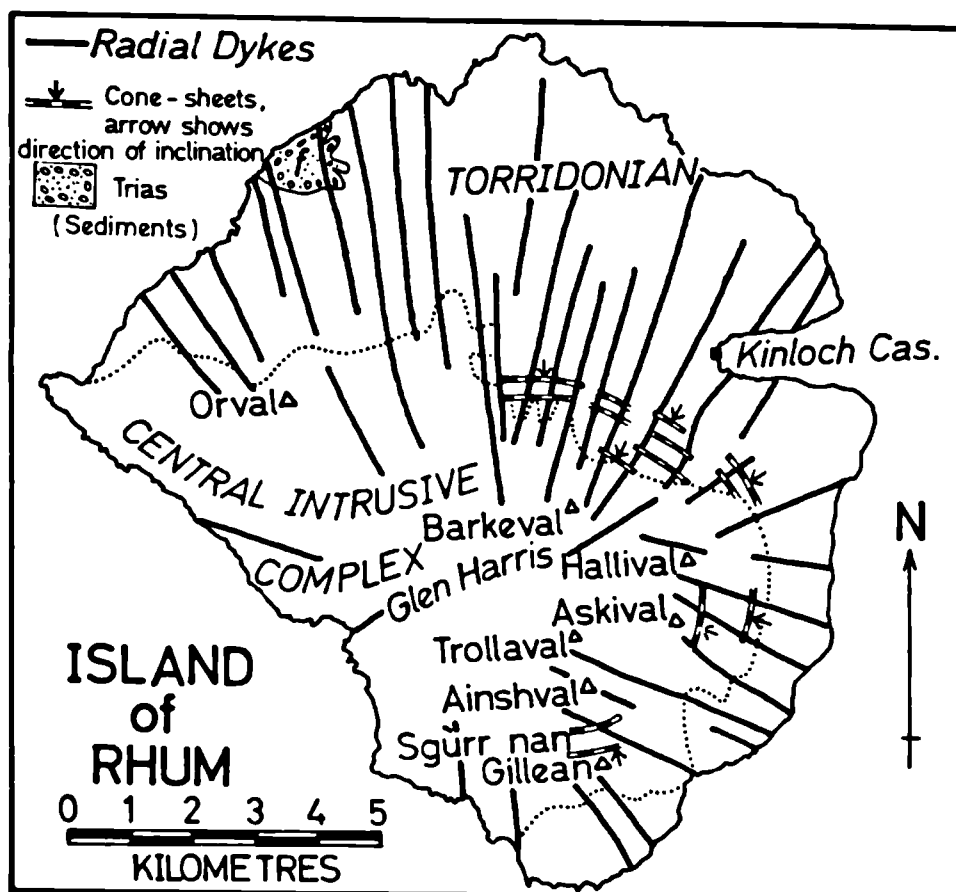 Radial Dykes
Cone-sheets,
arrow shows
direction of inclination
Trias
(Sediments)
TORRIDONIAN
Kinloch Cas.
Orval
CENTRAL INTRUSIVE
COMPLEX
Barkeval
Glen Harris
Hallival
Askival
Trollaval
Ainshval
Sgùrr nan
Gillean
N
ISLAND
of
RHUM
0 1 2 3 4 5
KILOMETRES